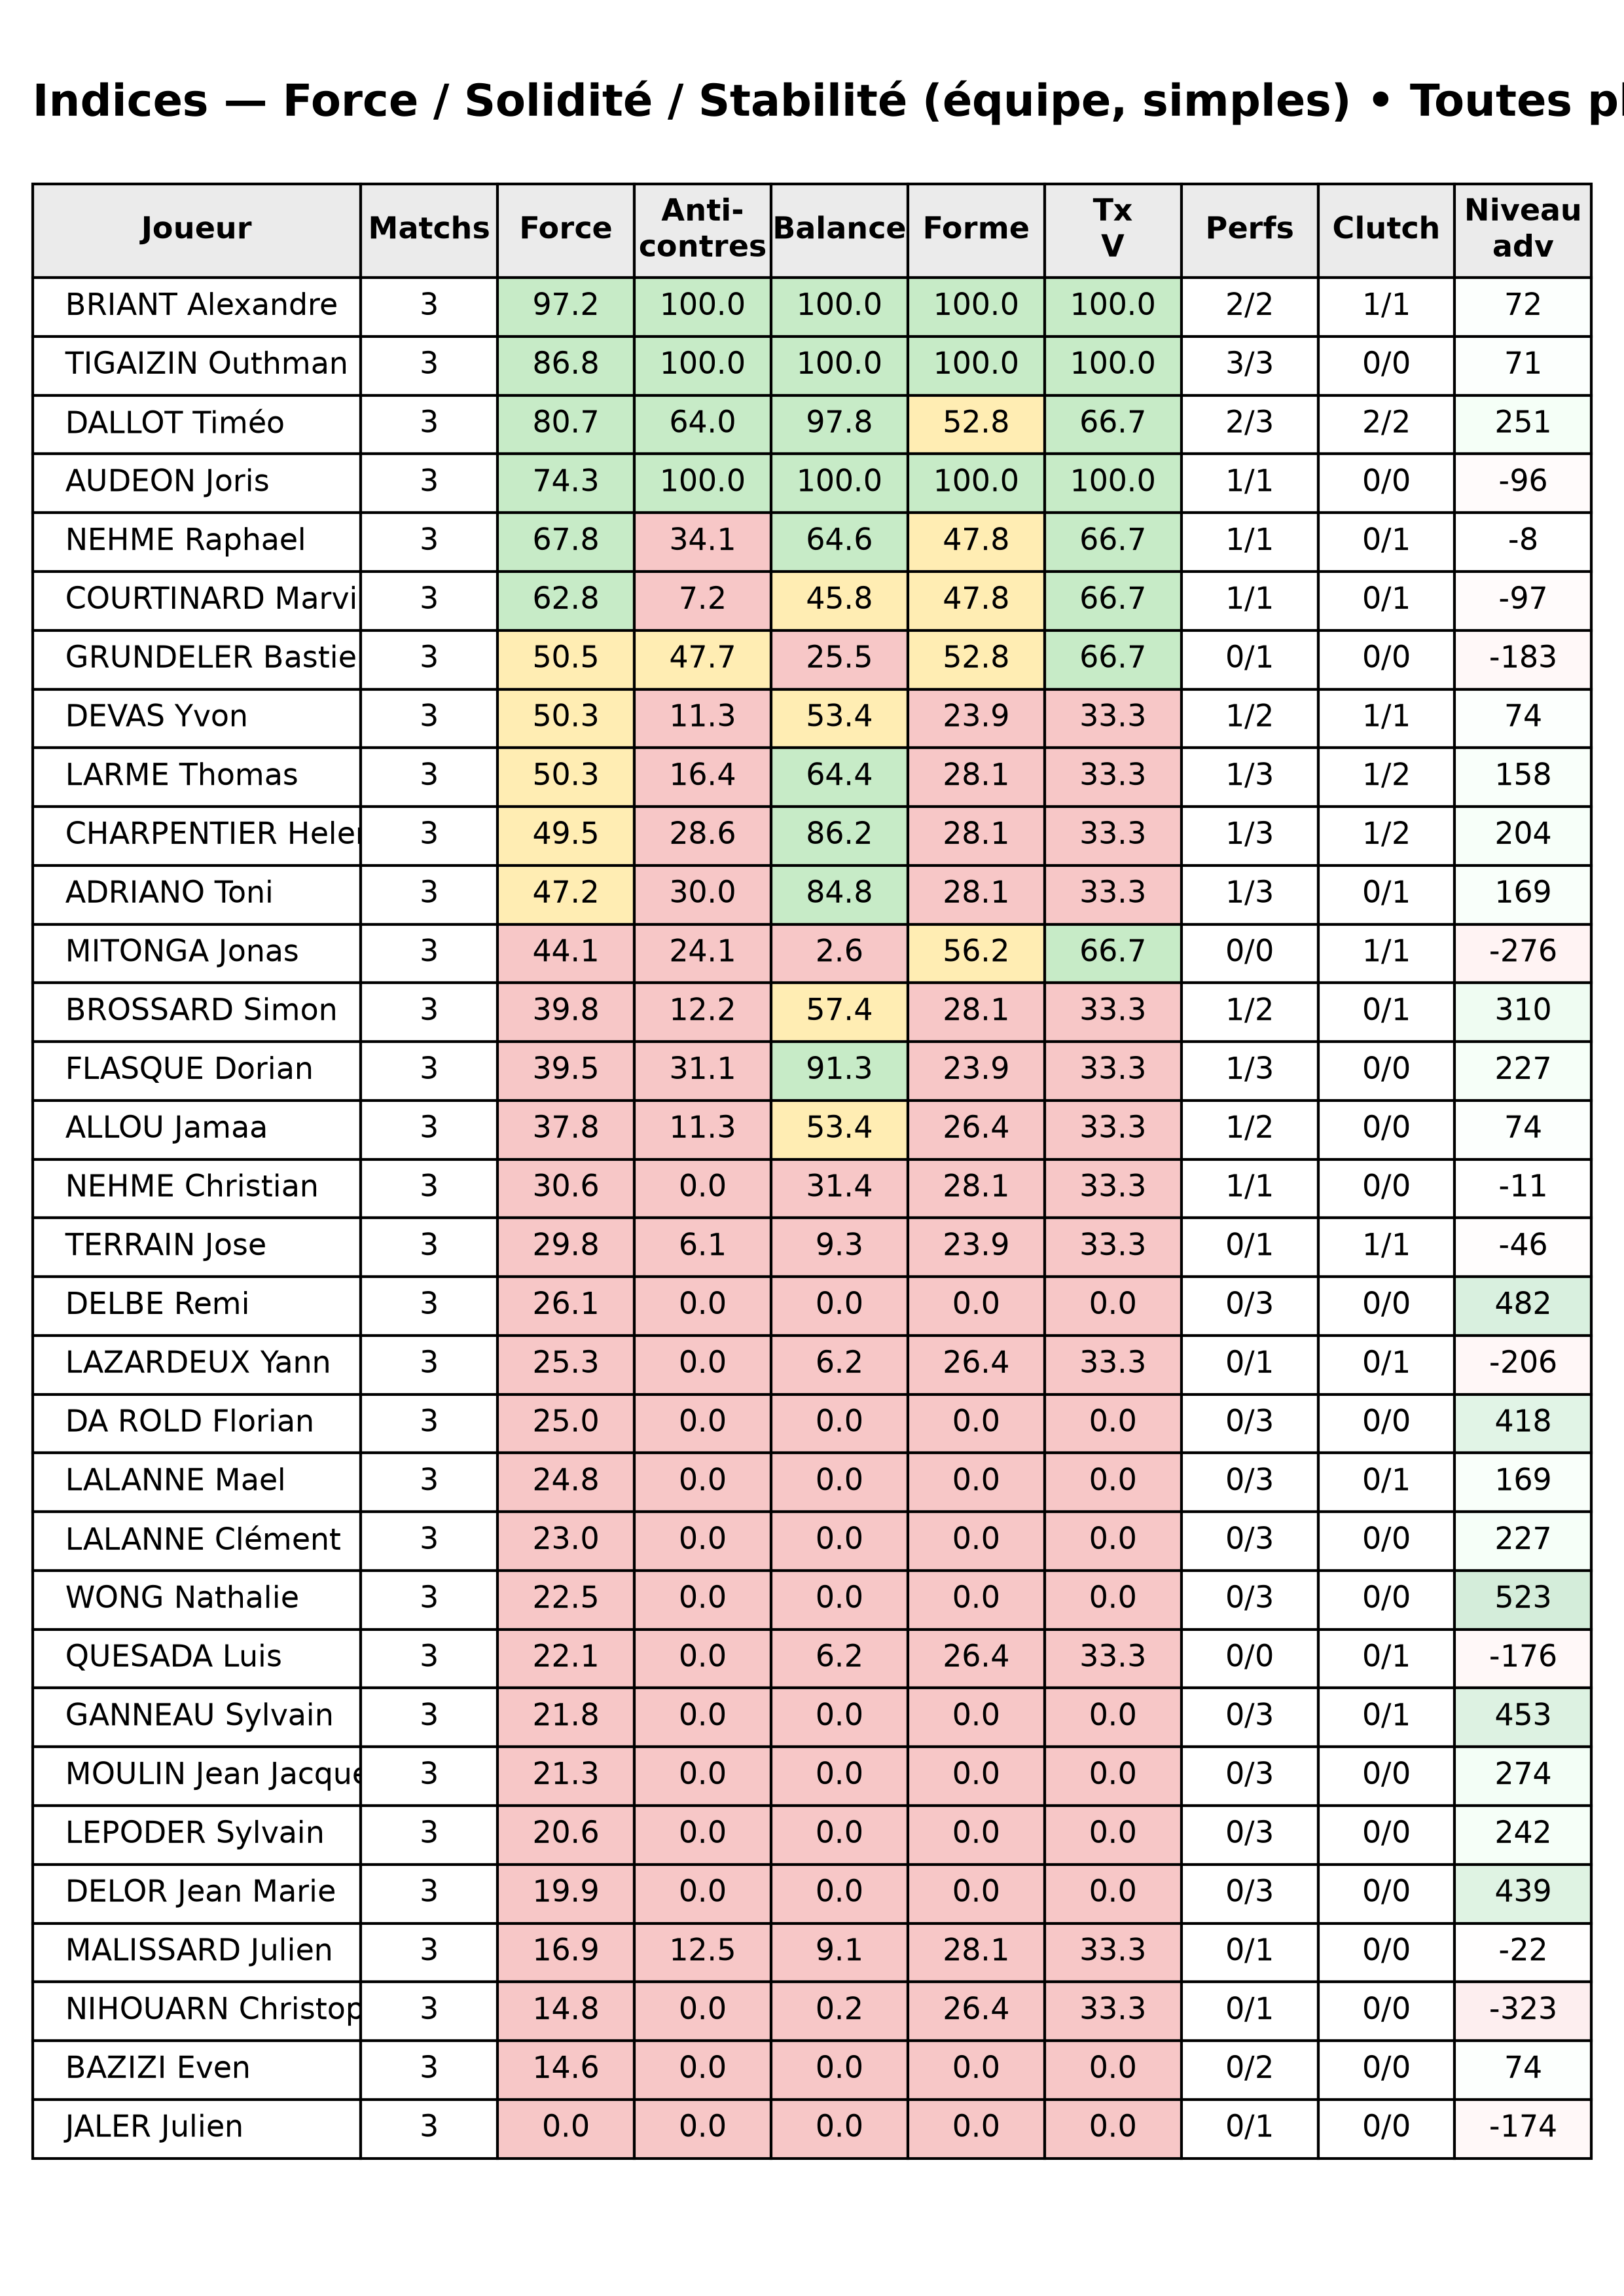 Indices — Force / Solidité / Stabilité (équipe, simples) • Toutes pl
Joueur Matchs Force Anti-contres Balance Forme Tx V Perfs Clutch Niveau adv
BRIANT Alexandre 3 97.2 100.0 100.0 100.0 100.0 2/2 1/1 72
TIGAIZIN Outhman 3 86.8 100.0 100.0 100.0 100.0 3/3 0/0 71
DALLOT Timéo 3 80.7 64.0 97.8 52.8 66.7 2/3 2/2 251
AUDEON Joris 3 74.3 100.0 100.0 100.0 100.0 1/1 0/0 -96
NEHME Raphael 3 67.8 34.1 64.6 47.8 66.7 1/1 0/1 -8
COURTINARD Marvi 3 62.8 7.2 45.8 47.8 66.7 1/1 0/1 -97
GRUNDELER Bastie 3 50.5 47.7 25.5 52.8 66.7 0/1 0/0 -183
DEVAS Yvon 3 50.3 11.3 53.4 23.9 33.3 1/2 1/1 74
LARME Thomas 3 50.3 16.4 64.4 28.1 33.3 1/3 1/2 158
CHARPENTIER Heler 3 49.5 28.6 86.2 28.1 33.3 1/3 1/2 204
ADRIANO Toni 3 47.2 30.0 84.8 28.1 33.3 1/3 0/1 169
MITONGA Jonas 3 44.1 24.1 2.6 56.2 66.7 0/0 1/1 -276
BROSSARD Simon 3 39.8 12.2 57.4 28.1 33.3 1/2 0/1 310
FLASQUE Dorian 3 39.5 31.1 91.3 23.9 33.3 1/3 0/0 227
ALLOU Jamaa 3 37.8 11.3 53.4 26.4 33.3 1/2 0/0 74
NEHME Christian 3 30.6 0.0 31.4 28.1 33.3 1/1 0/0 -11
TERRAIN Jose 3 29.8 6.1 9.3 23.9 33.3 0/1 1/1 -46
DELBE Remi 3 26.1 0.0 0.0 0.0 0.0 0/3 0/0 482
LAZARDEUX Yann 3 25.3 0.0 6.2 26.4 33.3 0/1 0/1 -206
DA ROLD Florian 3 25.0 0.0 0.0 0.0 0.0 0/3 0/0 418
LALANNE Mael 3 24.8 0.0 0.0 0.0 0.0 0/3 0/1 169
LALANNE Clément 3 23.0 0.0 0.0 0.0 0.0 0/3 0/0 227
WONG Nathalie 3 22.5 0.0 0.0 0.0 0.0 0/3 0/0 523
QUESADA Luis 3 22.1 0.0 6.2 26.4 33.3 0/0 0/1 -176
GANNEAU Sylvain 3 21.8 0.0 0.0 0.0 0.0 0/3 0/1 453
MOULIN Jean Jacque 3 21.3 0.0 0.0 0.0 0.0 0/3 0/0 274
LEPODER Sylvain 3 20.6 0.0 0.0 0.0 0.0 0/3 0/0 242
DELOR Jean Marie 3 19.9 0.0 0.0 0.0 0.0 0/3 0/0 439
MALISSARD Julien 3 16.9 12.5 9.1 28.1 33.3 0/1 0/0 -22
NIHOUARN Christop 3 14.8 0.0 0.2 26.4 33.3 0/1 0/0 -323
BAZIZI Even 3 14.6 0.0 0.0 0.0 0.0 0/2 0/0 74
JALER Julien 3 0.0 0.0 0.0 0.0 0.0 0/1 0/0 -174